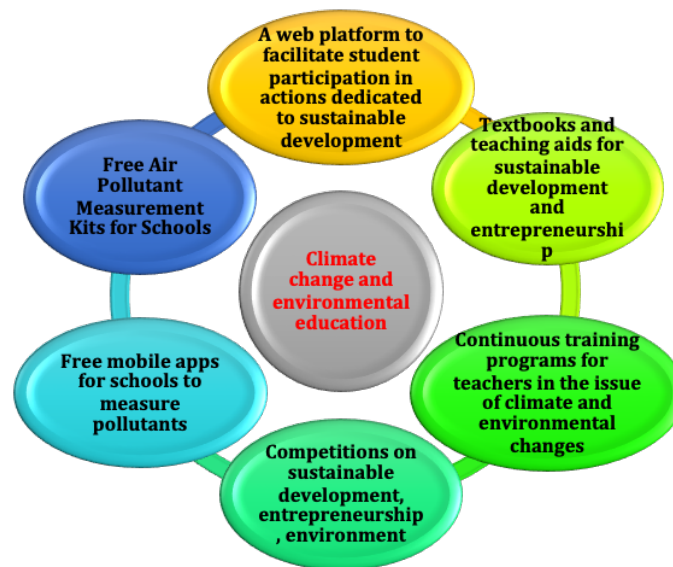 A web platform to
facilitate student
participation in
actions dedicated
to sustainable
development
Textbooks and
teaching aids for
sustainable
development
and
entrepreneurshi
p
Continuous training
programs for
teachers in the issue
of climate and
environmental
changes
Competitions on
sustainable
development,
entrepreneurship
, environment
Free mobile apps
for schools to
measure
pollutants
Free Air
Pollutant
Measurement
Kits for Schools
Climate
change and
environmental
education